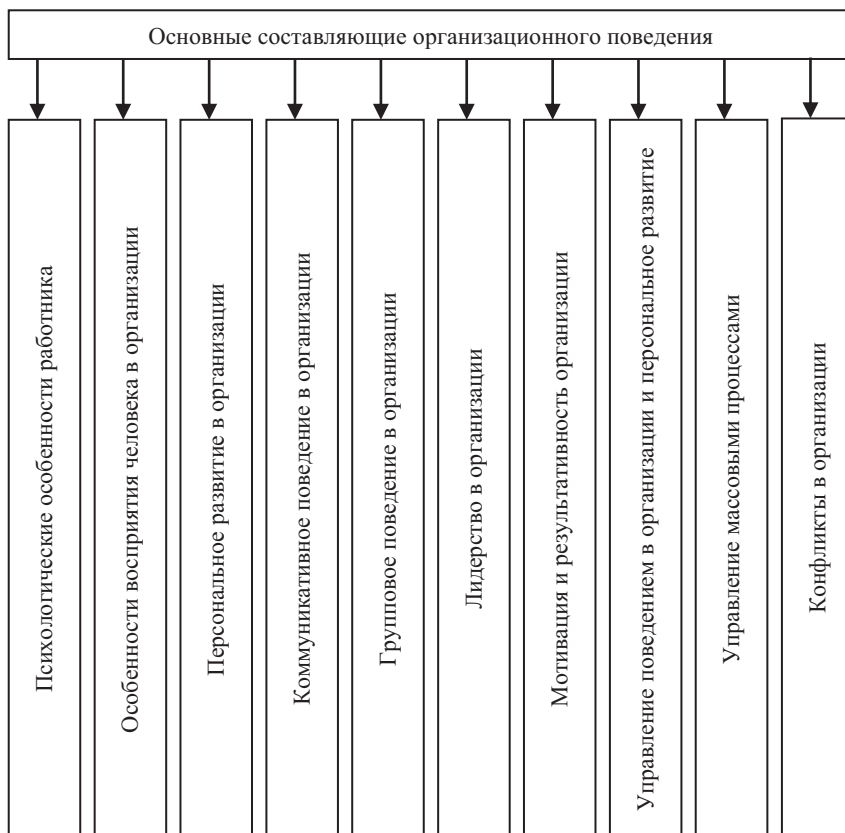 Основные составляющие организационного поведения
Психологические особенности работника
Особенности восприятия человека в организации
Персональное развитие в организации
Коммуникативное поведение в организации
Групповое поведение в организации
Лидерство в организации
Мотивация и результативность организации
Управление поведением в организации и персональное развитие
Управление массовыми процессами
Конфликты в организации